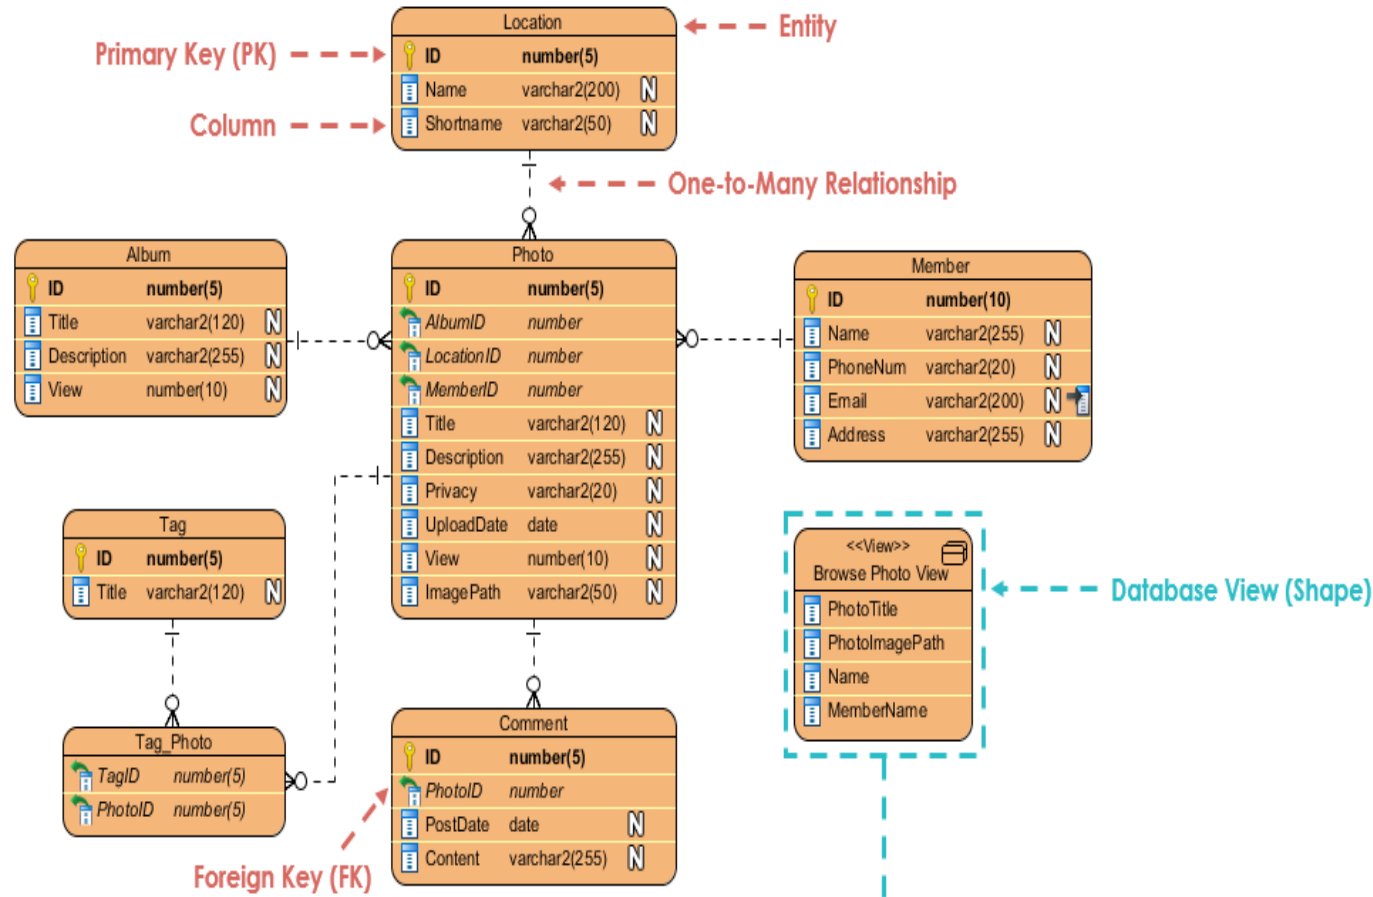 Location
Entity
Primary Key (PK)
ID number(5)
Name varchar2(200) N
Column
Shortname varchar2(50) N
One-to-Many Relationship
Album
ID number(5)
Title varchar2(120) N
Description varchar2(255) N
View number(10) N
Photo
ID number(5)
AlbumID number
LocationID number
MemberID number
Title varchar2(120) N
Description varchar2(255) N
Privacy varchar2(20) N
UploadDate date N
View number(10) N
ImagePath varchar2(50) N
Member
ID number(10)
Name varchar2(255) N
PhoneNum varchar2(20) N
Email varchar2(200) N
Address varchar2(255) N
Tag
ID number(5)
Title varchar2(120) N
<<View>>
Browse Photo View
PhotoTitle
PhotoImagePath
Name
MemberName
Database View (Shape)
Tag_Photo
TagID number(5)
PhotoID number(5)
Comment
ID number(5)
PhotoID number
PostDate date N
Content varchar2(255) N
Foreign Key (FK)